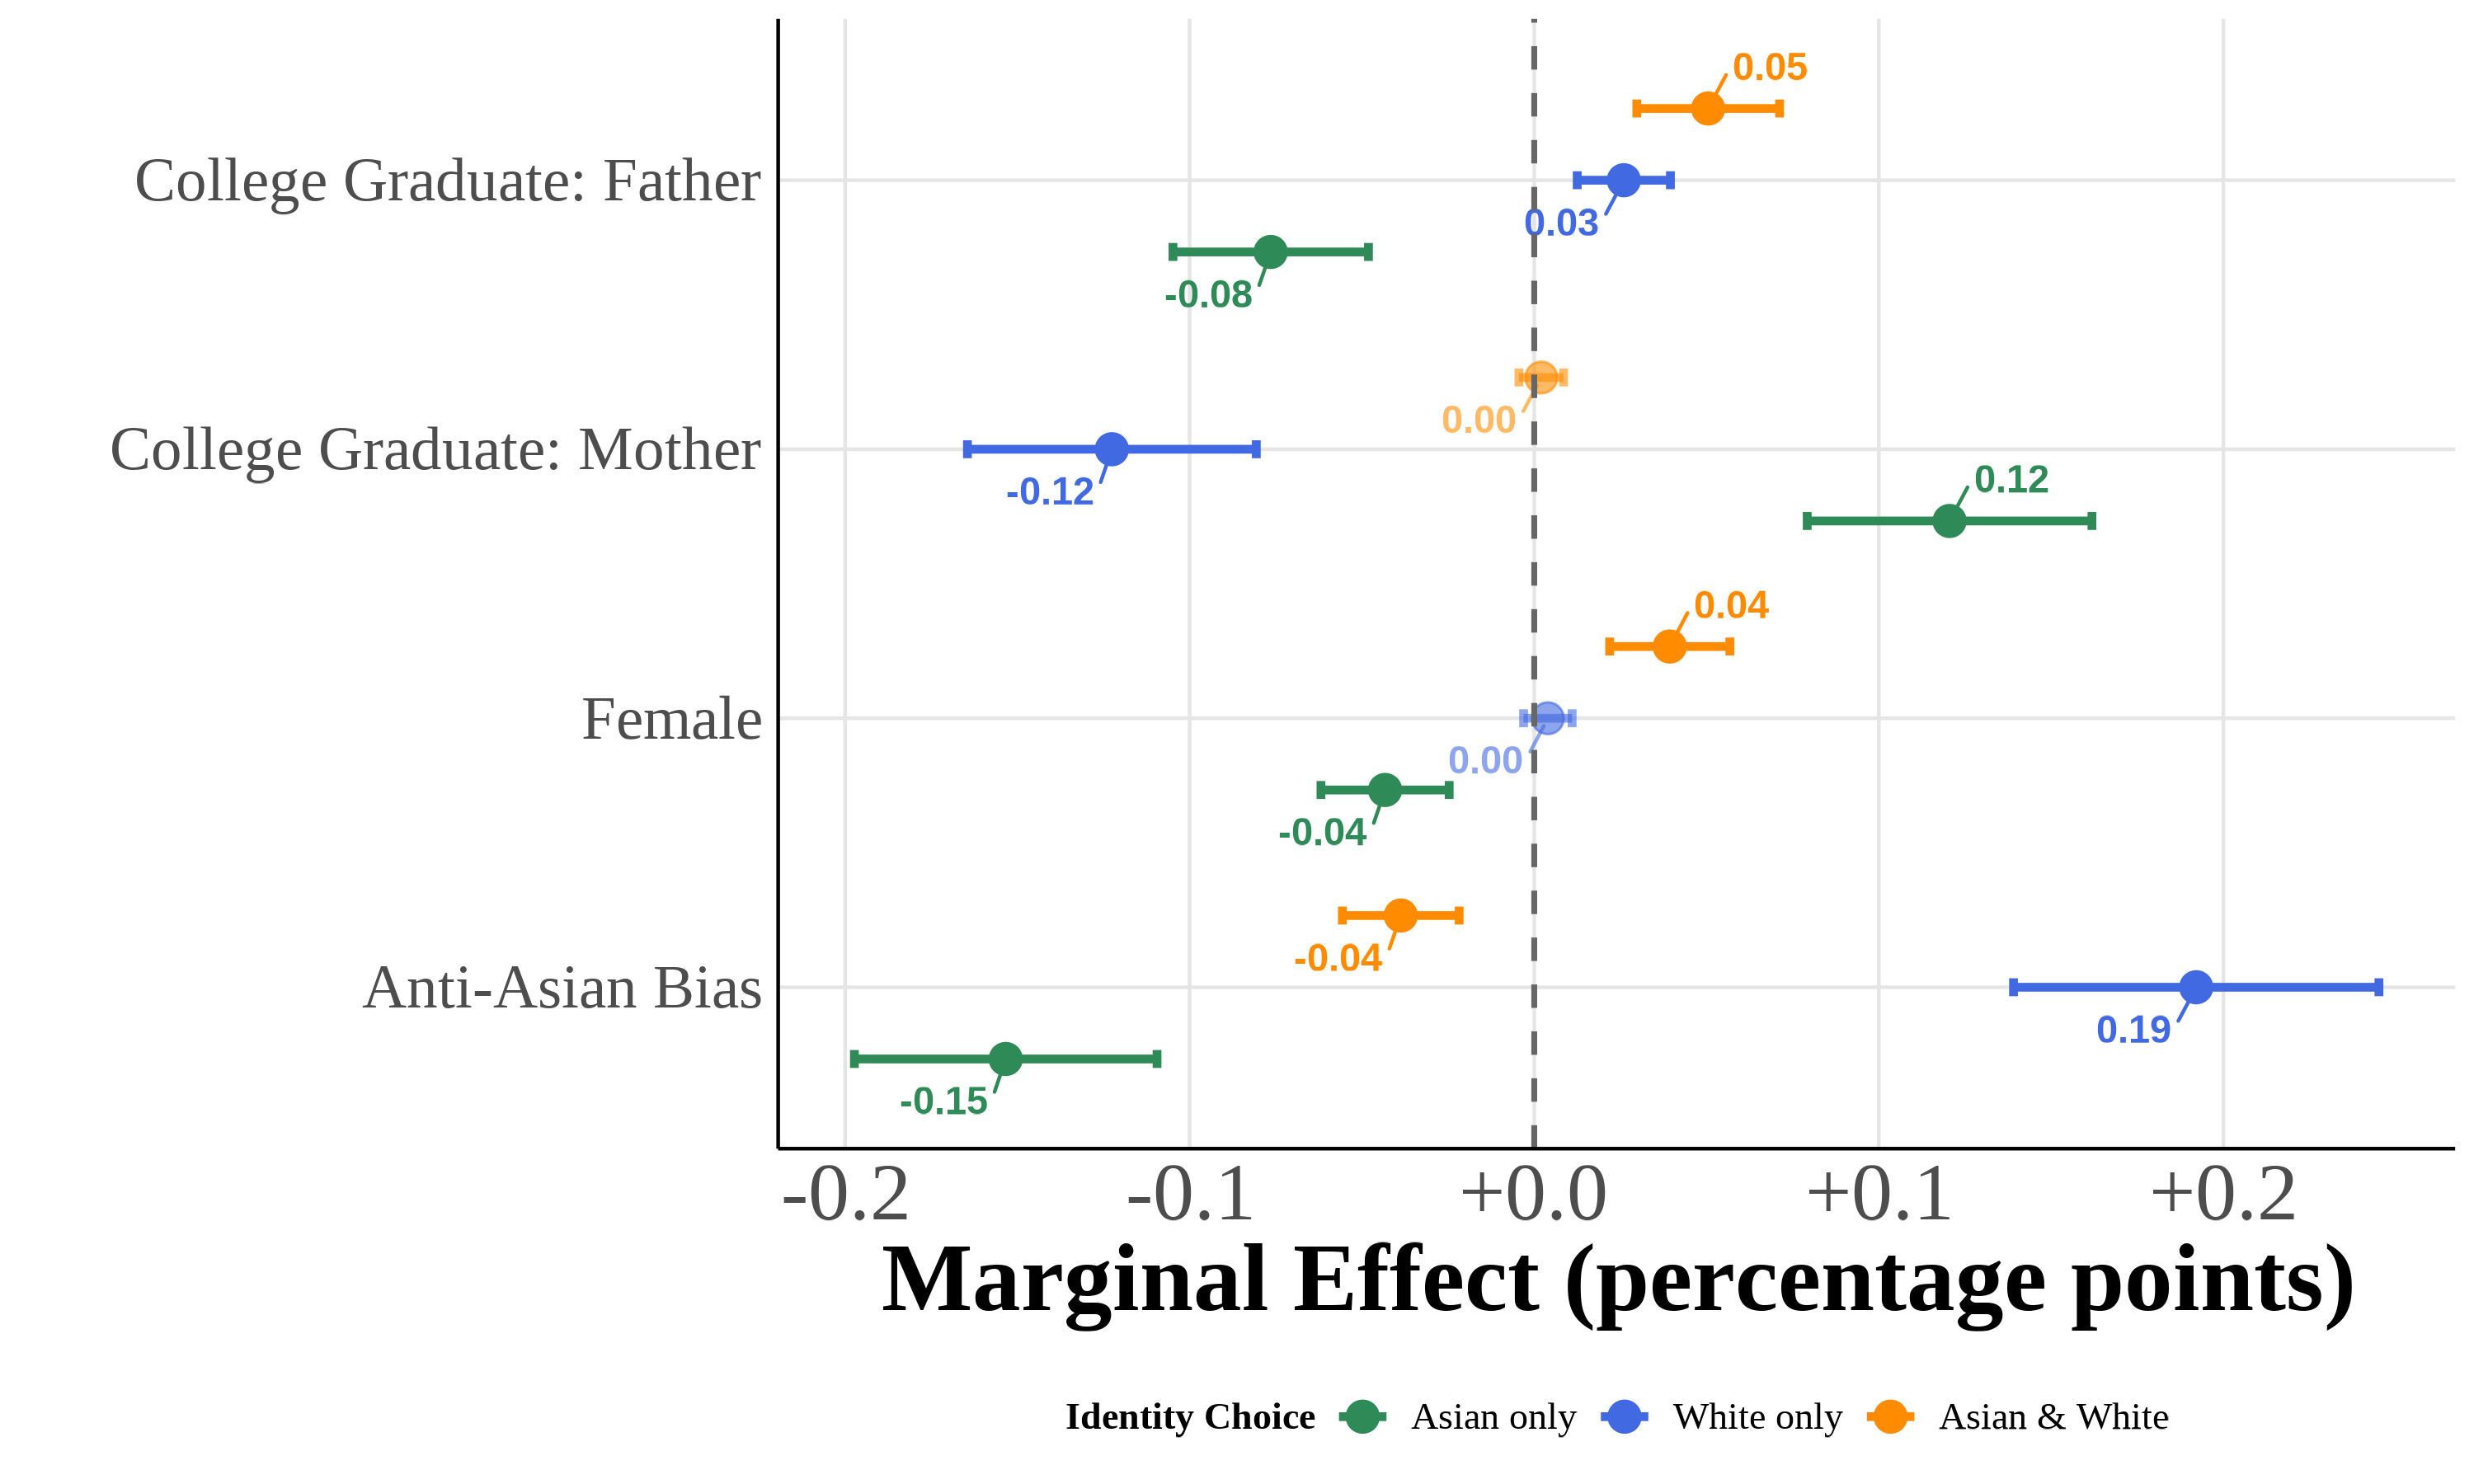 0.05
College Graduate: Father
0.03
-0.08
0.00
College Graduate: Mother
-0.12
0.12
0.04
Female
0.00
-0.04
-0.04
Anti-Asian Bias
0.19
-0.15
-0.2 -0.1 +0.0 +0.1 +0.2
Marginal Effect (percentage points)
Identity Choice Asian only White only Asian & White